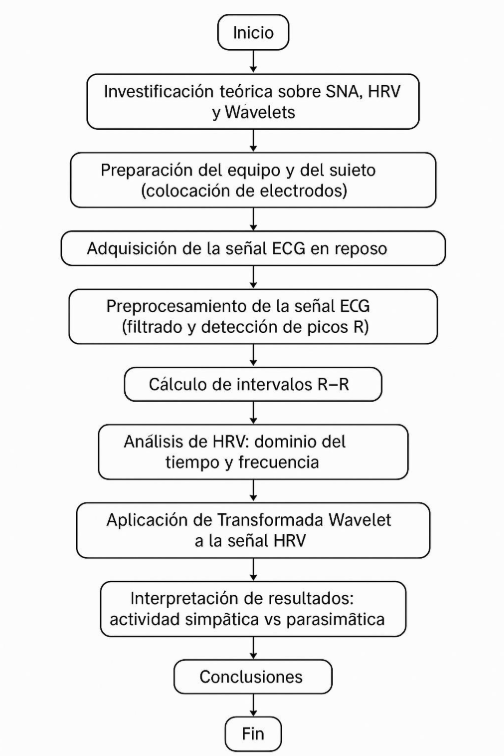 Inicio
Investificación teórica sobre SNA, HRV
y Wavelets
Preparación del equipo y del sujeto
(colocación de electrodos)
Adquisición de la señal ECG en reposo
Preprocesamiento de la señal ECG
(filtrado y detección de picos R)
Cálculo de intervalos R–R
Análisis de HRV: dominio del
tiempo y frecuencia
Aplicación de Transformada Wavelet
a la señal HRV
Interpretación de resultados:
actividad simpâtica vs parasimâtica
Conclusiones
Fin